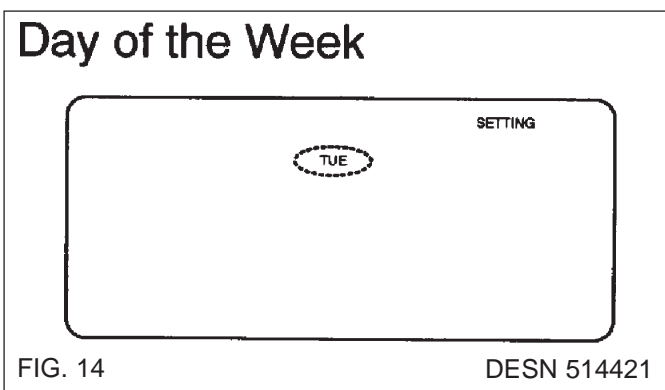 Day of the Week
SETTING
TUE
FIG. 14
DESN 514421